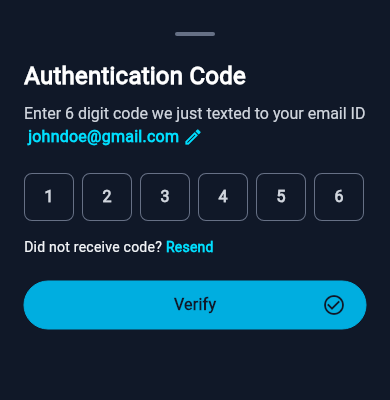 Authentication Code
Enter 6 digit code we just texted to your email ID
johndoe@gmail.com
1 2 3 4 5 6
Did not receive code? Resend
Verify